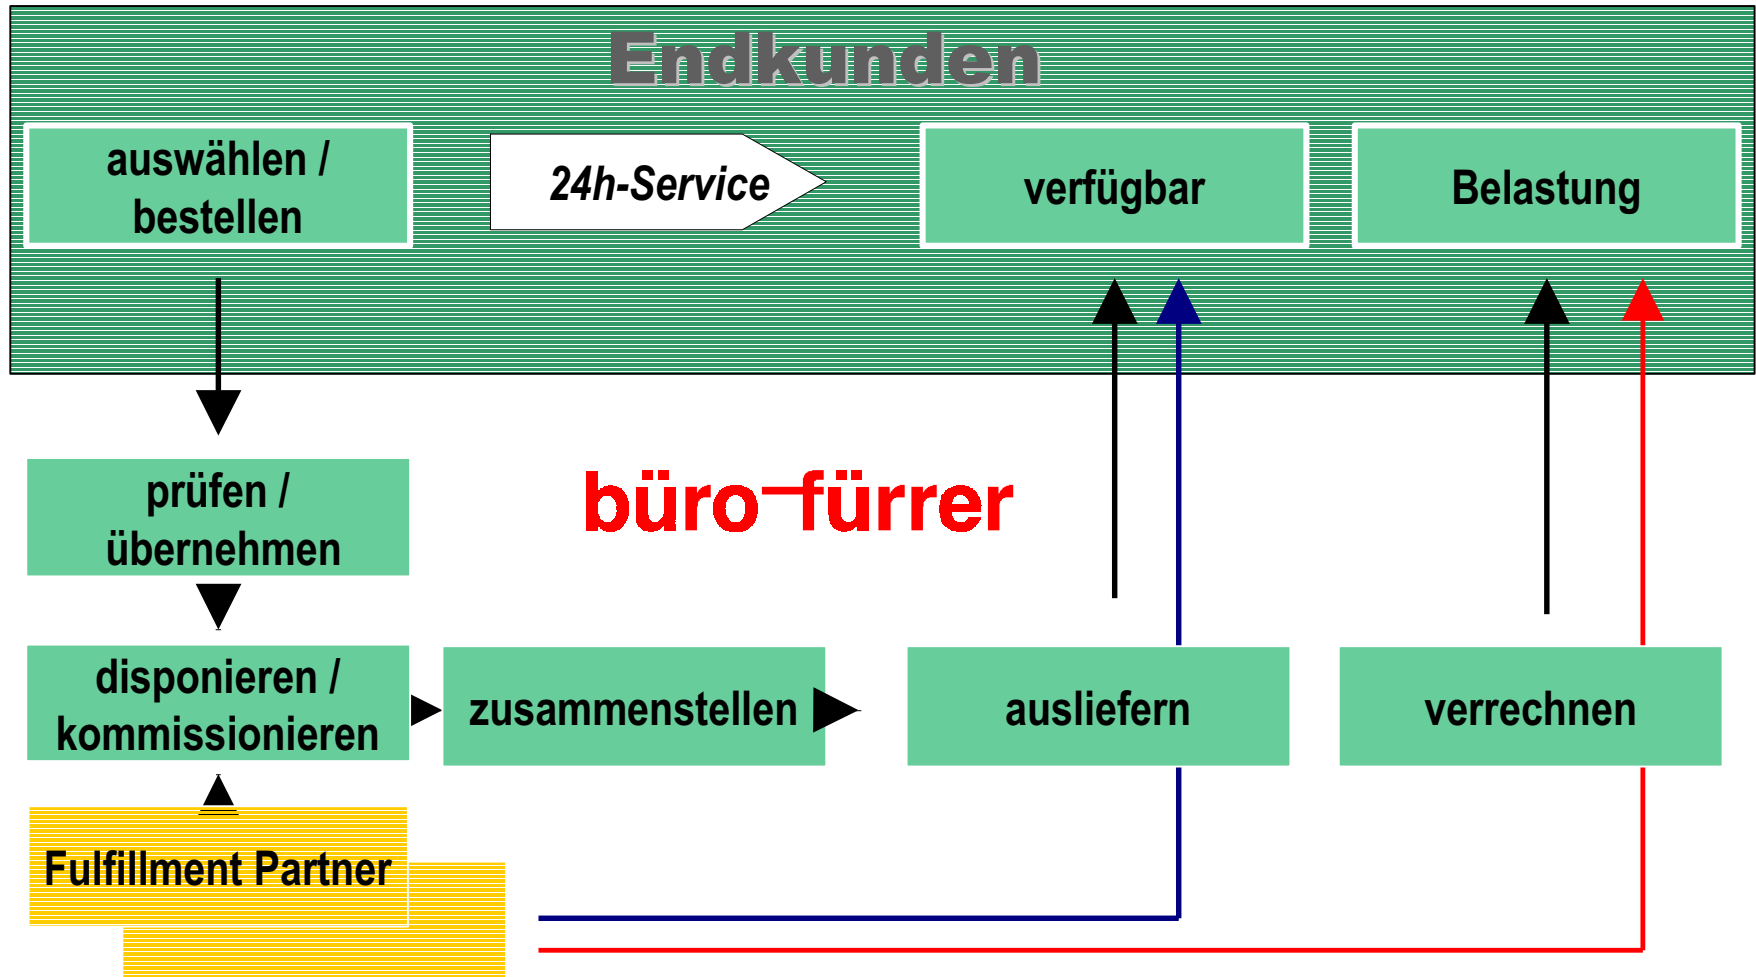 Endkunden
auswählen /
bestellen
24h-Service
verfügbar
Belastung
prüfen /
übernehmen
büro-fürrer
disponieren /
kommissionieren
zusammenstellen
ausliefern
verrechnen
Fulfillment Partner